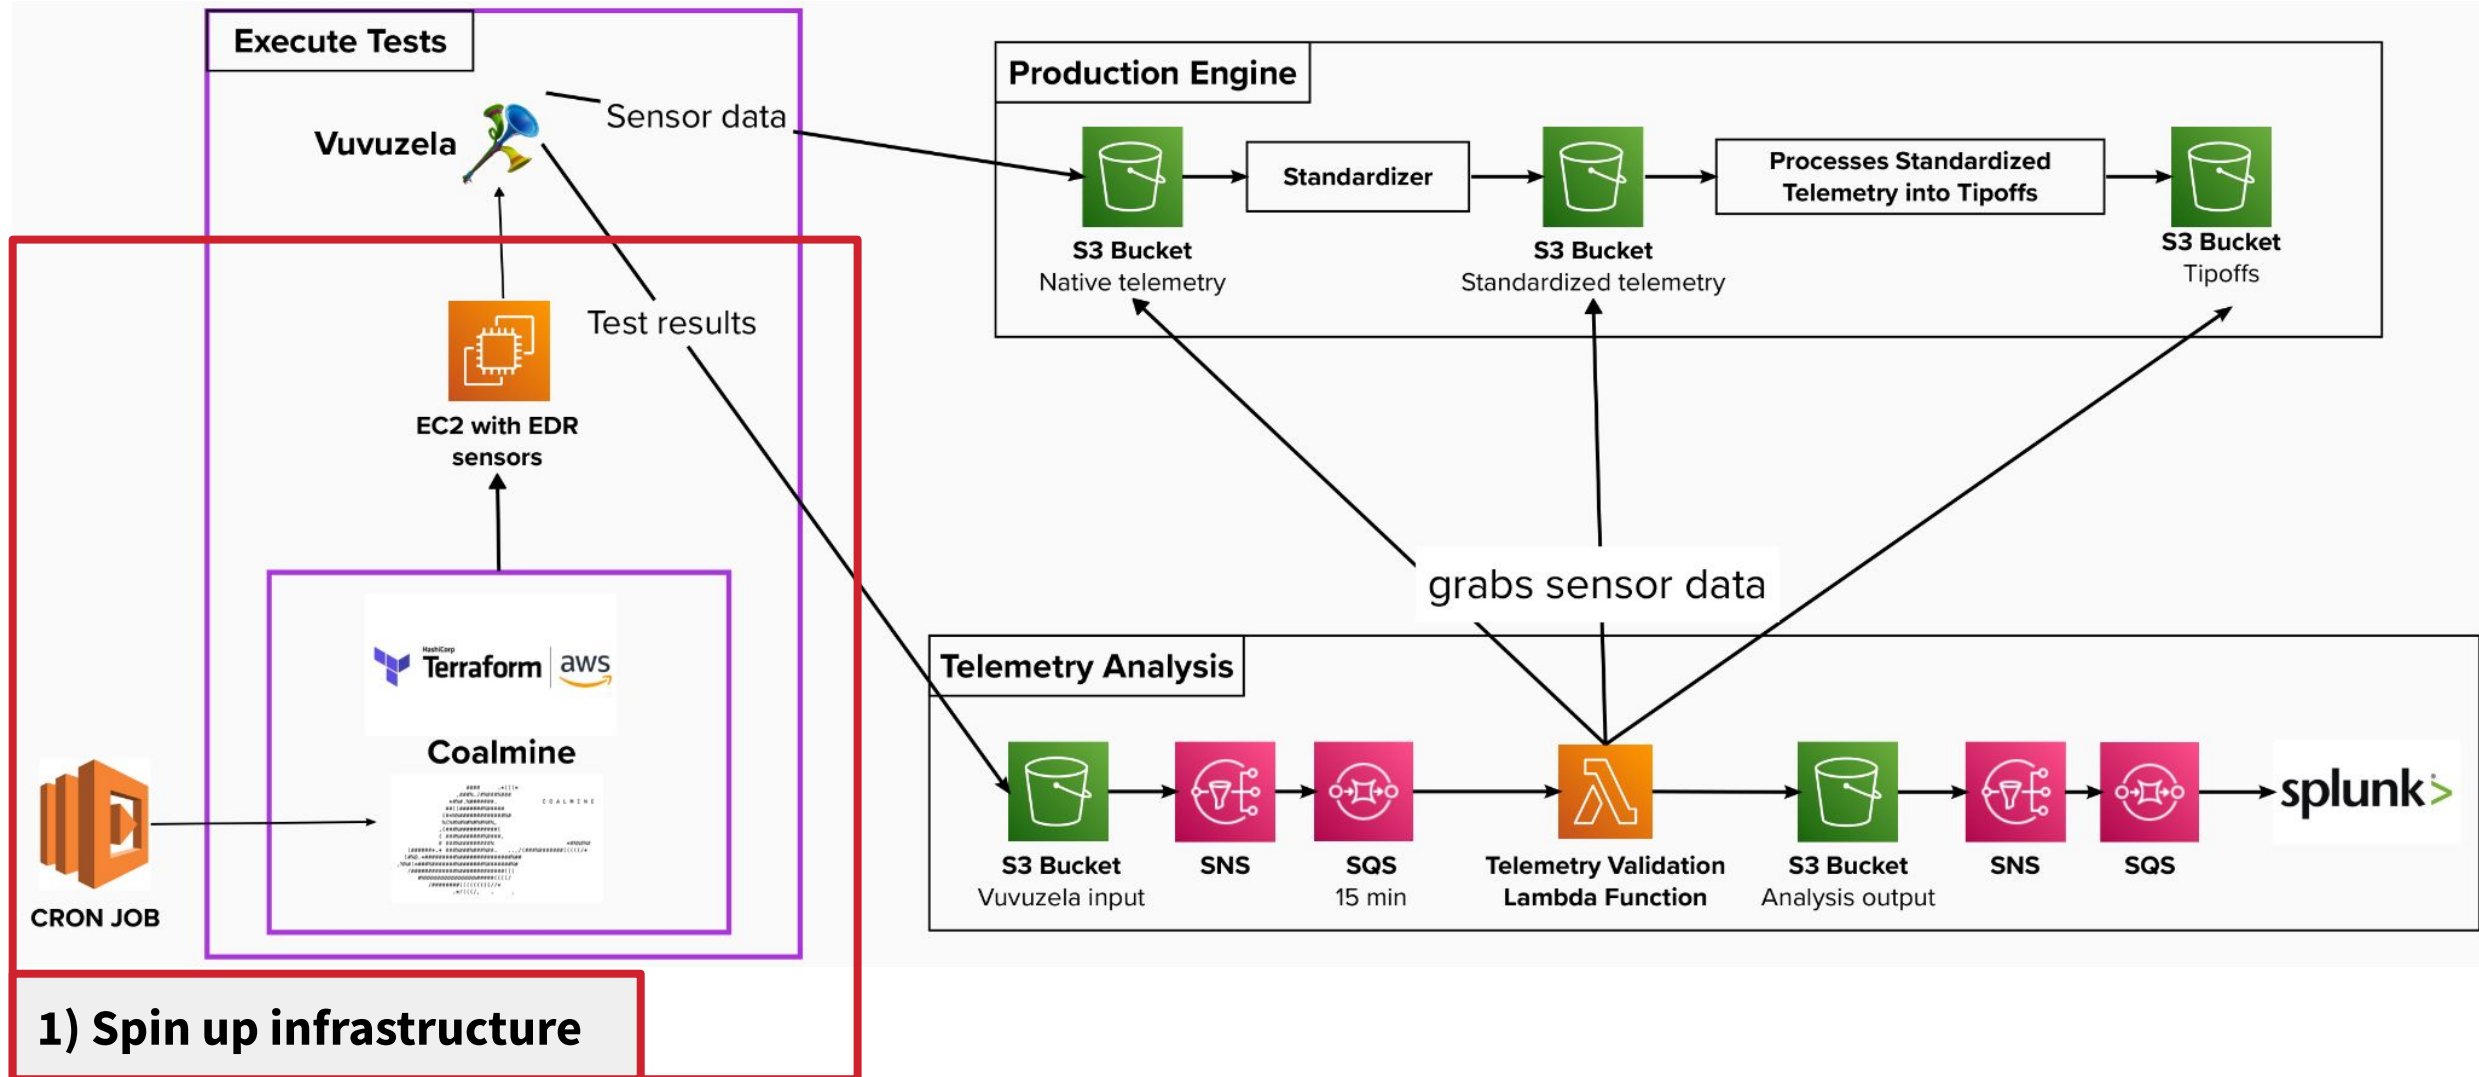 Execute Tests
Vuvuzela
Sensor data
Test results
EC2 with EDR
sensors
HashiCorp
Terraform
aws
Coalmine
COALMINE
CRON JOB
1) Spin up infrastructure
Production Engine
Standardizer
Processes Standardized
Telemetry into Tipoffs
S3 Bucket
Native telemetry
S3 Bucket
Standardized telemetry
S3 Bucket
Tipoffs
grabs sensor data
Telemetry Analysis
S3 Bucket
Vuvuzela input
SNS
SQS
15 min
Telemetry Validation
Lambda Function
S3 Bucket
Analysis output
SNS
SQS
splunk>